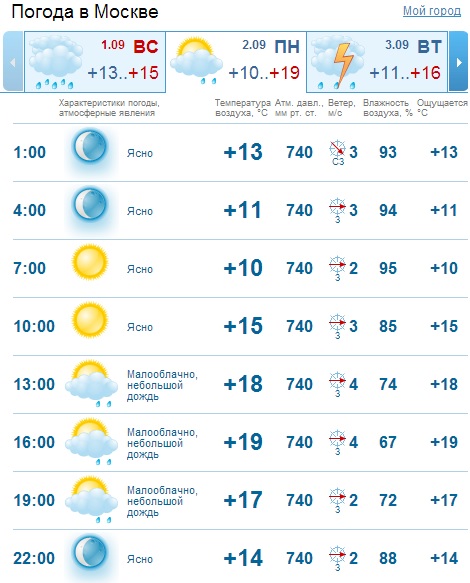 Погода в Москве
Мой город
1.09 ВС
+13..+15
2.09 ПН
+10..+19
3.09 ВТ
+11..+16
Характеристики погоды, атмосферные явления
Температура воздуха, °C
Атм. давл., мм рт. ст.
Ветер, м/с
Влажность воздуха, %
Ощущается °C
1:00 Ясно +13 740 СЗ 3 93 +13
4:00 Ясно +11 740 З 3 94 +11
7:00 Ясно +10 740 З 2 95 +10
10:00 Ясно +15 740 З 3 85 +15
13:00 Малооблачно, небольшой дождь +18 740 З 4 74 +18
16:00 Малооблачно, небольшой дождь +19 740 З 4 67 +19
19:00 Малооблачно, небольшой дождь +17 740 З 2 72 +17
22:00 Ясно +14 740 З 2 88 +14